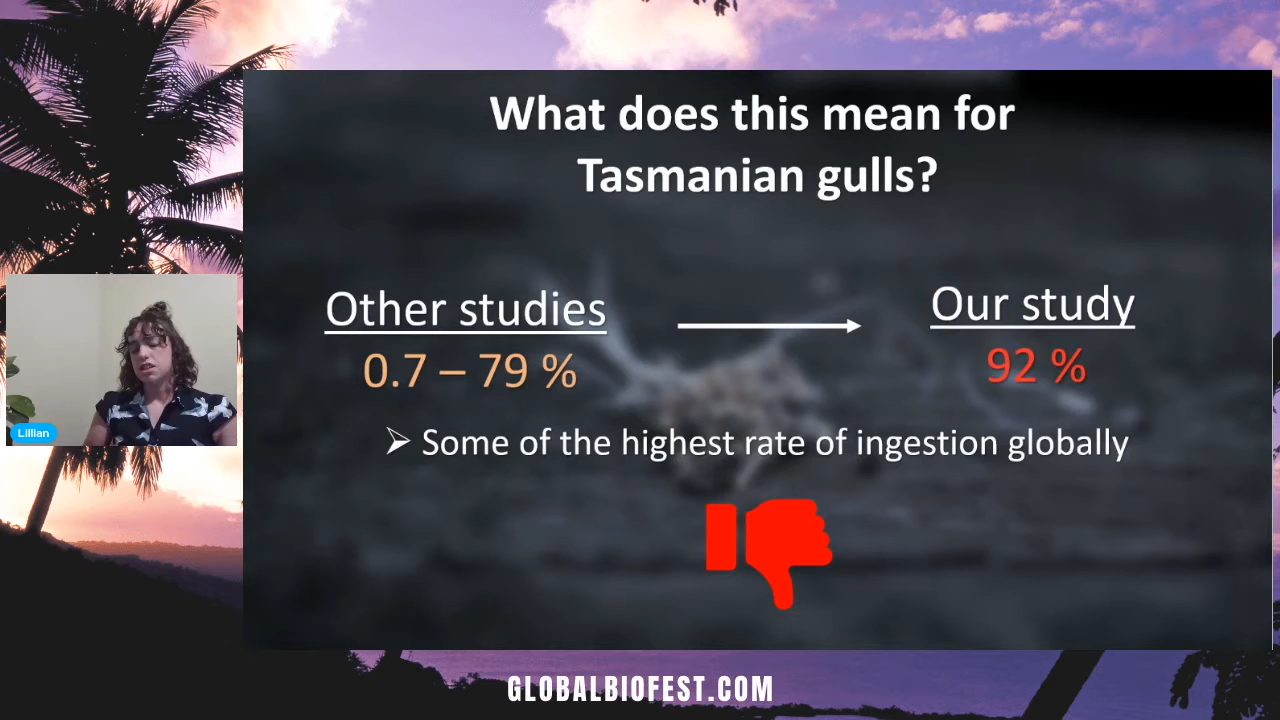 What does this mean for
Tasmanian gulls?
Other studies
0.7 – 79 %
Our study
92 %
Some of the highest rate of ingestion globally
Lillian
GLOBALBIOFEST.COM